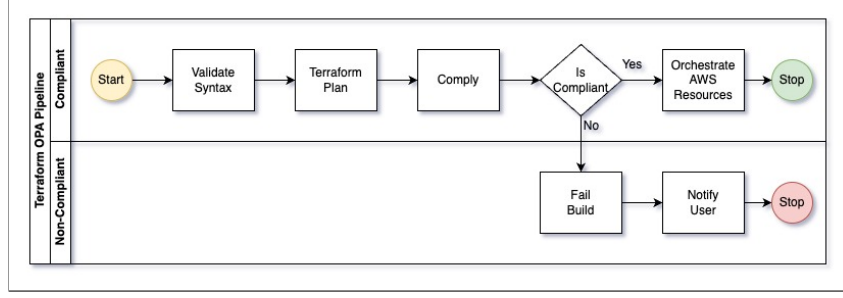 Terraform OPA Pipeline
Compliant
Start
Validate
Syntax
Terraform
Plan
Comply
Is
Compliant
Yes
Orchestrate
AWS
Resources
Stop
No
Non-Compliant
Fail
Build
Notify
User
Stop